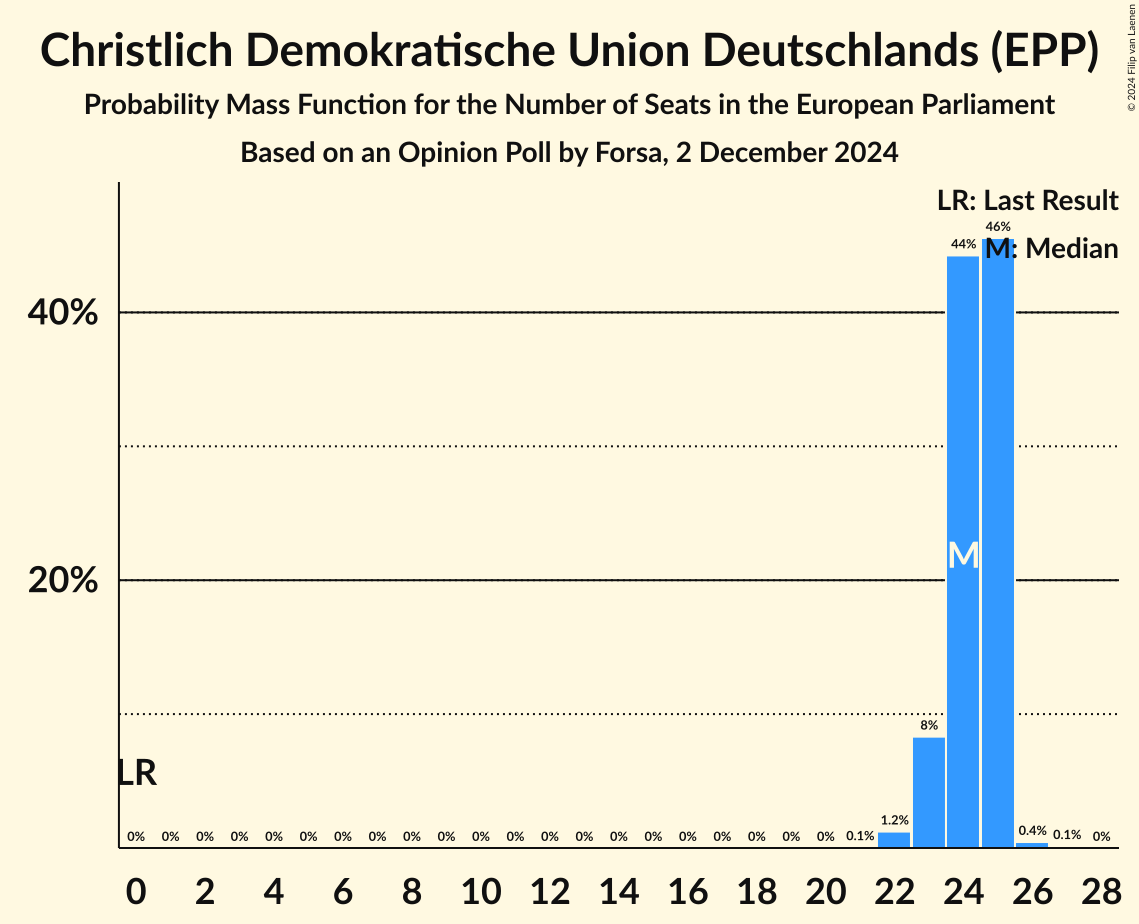 Christlich Demokratische Union Deutschlands (EPP)
Probability Mass Function for the Number of Seats in the European Parliament
Based on an Opinion Poll by Forsa, 2 December 2024
© 2024 Filip van Laenen
LR: Last Result
M: Median
46%
44%
40%
20%
M
8%
LR
1.2%
0% 0% 0% 0% 0% 0% 0% 0% 0% 0% 0% 0% 0% 0% 0% 0% 0% 0% 0% 0% 0% 0.1% 0.4% 0.1% 0%
0 2 4 6 8 10 12 14 16 18 20 22 24 26 28